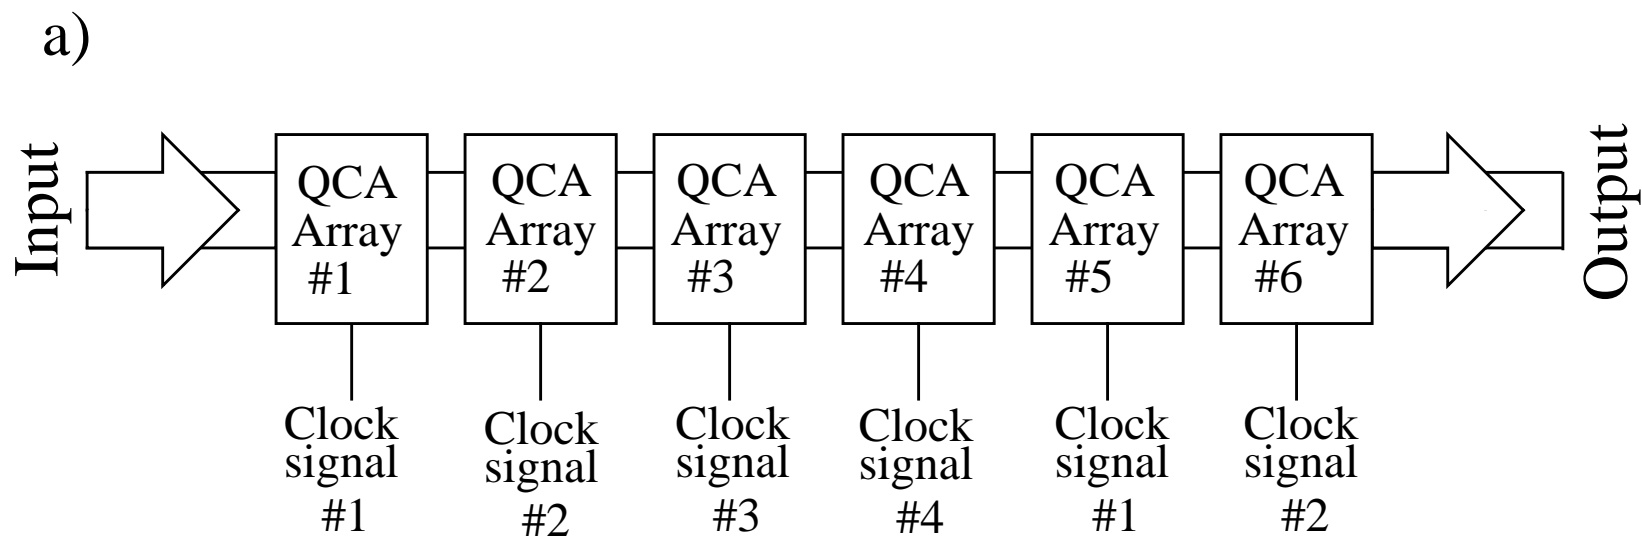 a)
Input
QCA
Array
#1
QCA
Array
#2
QCA
Array
#3
QCA
Array
#4
QCA
Array
#5
QCA
Array
#6
Output
Clock
signal
#1
Clock
signal
#2
Clock
signal
#3
Clock
signal
#4
Clock
signal
#1
Clock
signal
#2